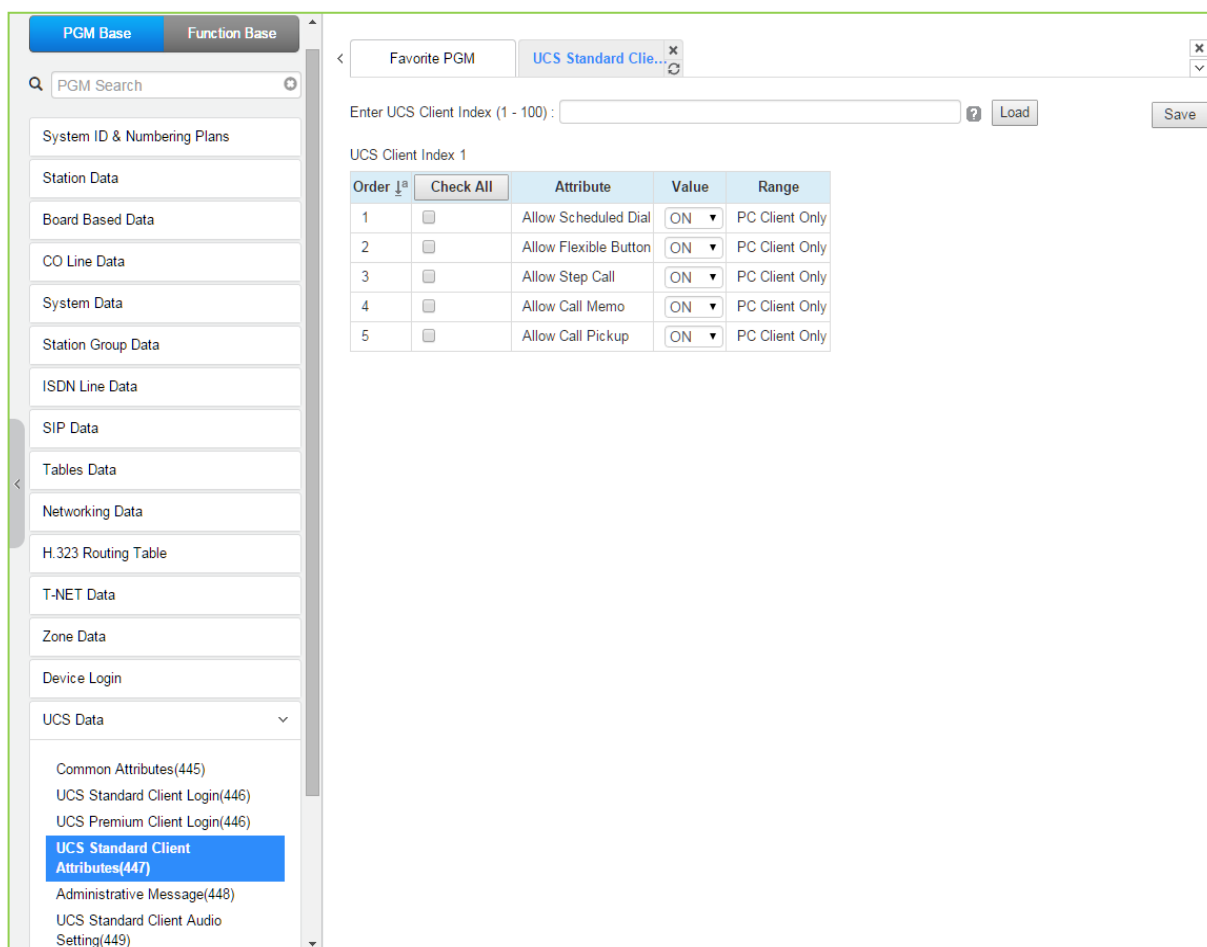 PGM Base Function Base
PGM Search
System ID & Numbering Plans
Station Data
Board Based Data
CO Line Data
System Data
Station Group Data
ISDN Line Data
SIP Data
Tables Data
Networking Data
H.323 Routing Table
T-NET Data
Zone Data
Device Login
UCS Data
Common Attributes(445)
UCS Standard Client Login(446)
UCS Premium Client Login(446)
UCS Standard Client
Attributes(447)
Administrative Message(448)
UCS Standard Client Audio
Setting(449)
Favorite PGM UCS Standard Clie...
Enter UCS Client Index (1 - 100) : Load Save
UCS Client Index 1
Order Check All Attribute Value Range
1 Allow Scheduled Dial ON PC Client Only
2 Allow Flexible Button ON PC Client Only
3 Allow Step Call ON PC Client Only
4 Allow Call Memo ON PC Client Only
5 Allow Call Pickup ON PC Client Only